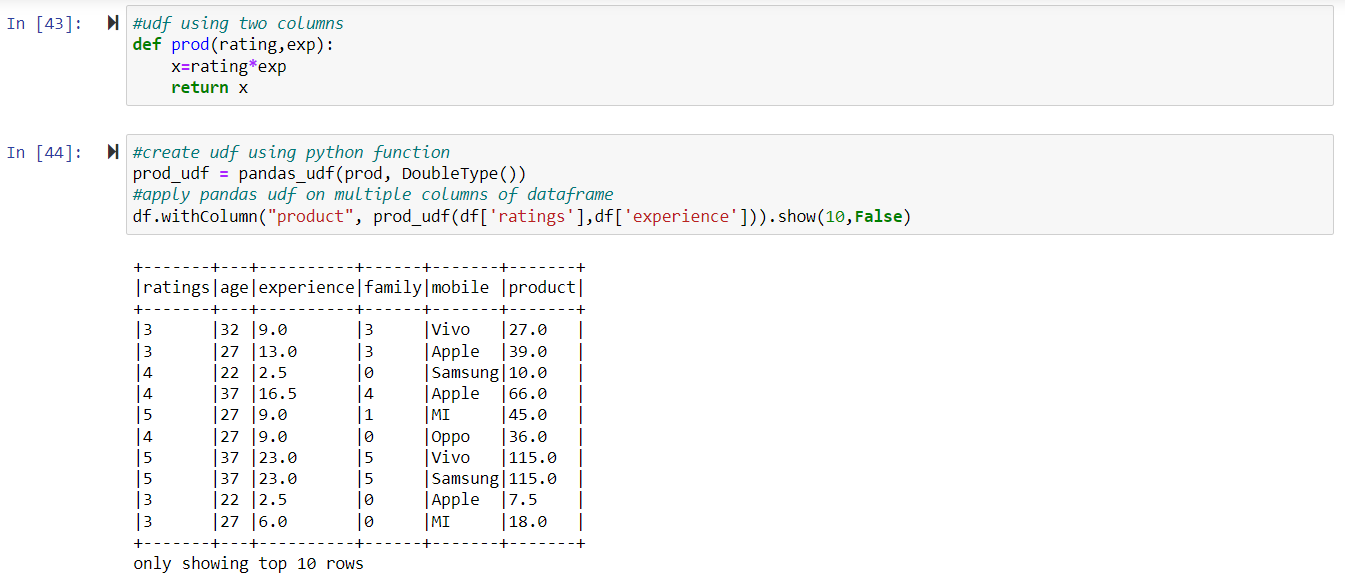 In [43]:
#udf using two columns
def prod(rating,exp):
    x=rating*exp
    return x
In [44]:
#create udf using python function
prod_udf = pandas_udf(prod, DoubleType())
#apply pandas udf on multiple columns of dataframe
df.withColumn("product", prod_udf(df['ratings'],df['experience'])).show(10,False)
+-------+---+----------+------+-------+-------+
|ratings|age|experience|family|mobile |product|
+-------+---+----------+------+-------+-------+
|3      |32 |9.0       |3     |Vivo   |27.0   |
|3      |27 |13.0      |3     |Apple  |39.0   |
|4      |22 |2.5       |0     |Samsung|10.0   |
|4      |37 |16.5      |4     |Apple  |66.0   |
|5      |27 |9.0       |1     |MI     |45.0   |
|4      |27 |9.0       |0     |Oppo   |36.0   |
|5      |37 |23.0      |5     |Vivo   |115.0  |
|5      |37 |23.0      |5     |Samsung|115.0  |
|3      |22 |2.5       |0     |Apple  |7.5    |
|3      |27 |6.0       |0     |MI     |18.0   |
+-------+---+----------+------+-------+-------+
only showing top 10 rows